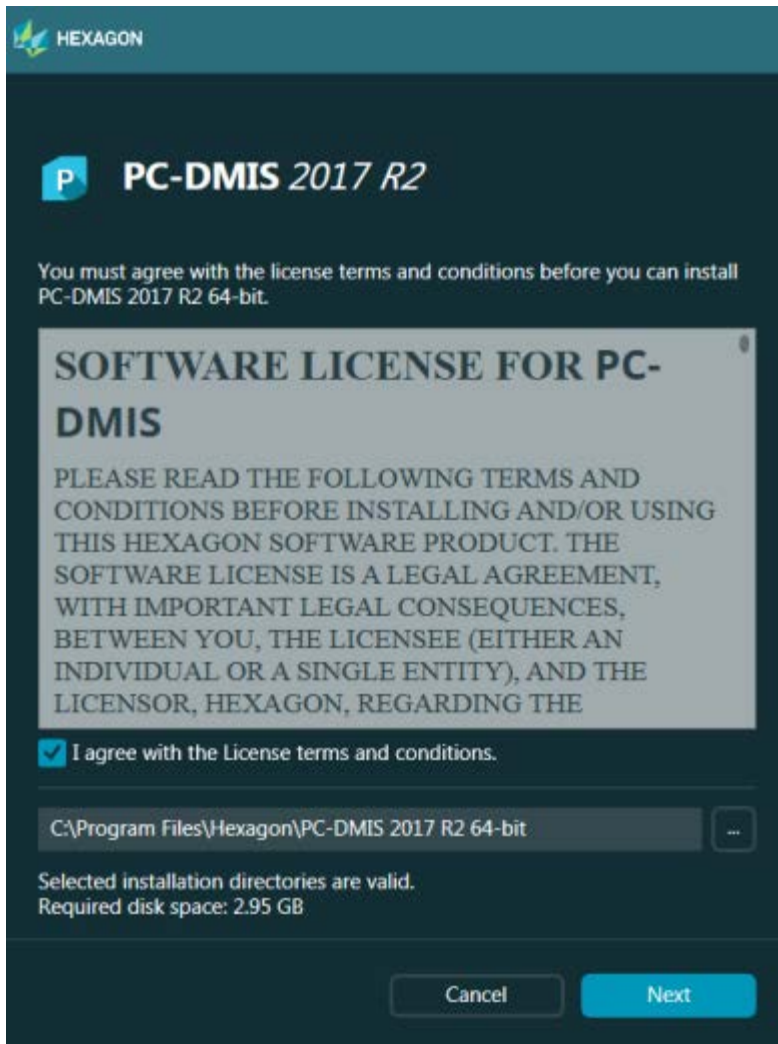 HEXAGON
P
PC-DMIS 2017 R2
You must agree with the license terms and conditions before you can install
PC-DMIS 2017 R2 64-bit.
SOFTWARE LICENSE FOR PC-
DMIS
PLEASE READ THE FOLLOWING TERMS AND
CONDITIONS BEFORE INSTALLING AND/OR USING
THIS HEXAGON SOFTWARE PRODUCT. THE
SOFTWARE LICENSE IS A LEGAL AGREEMENT,
WITH IMPORTANT LEGAL CONSEQUENCES,
BETWEEN YOU, THE LICENSEE (EITHER AN
INDIVIDUAL OR A SINGLE ENTITY), AND THE
LICENSOR, HEXAGON, REGARDING THE
I agree with the License terms and conditions.
C:\Program Files\Hexagon\PC-DMIS 2017 R2 64-bit ...
Selected installation directories are valid.
Required disk space: 2.95 GB
Cancel Next